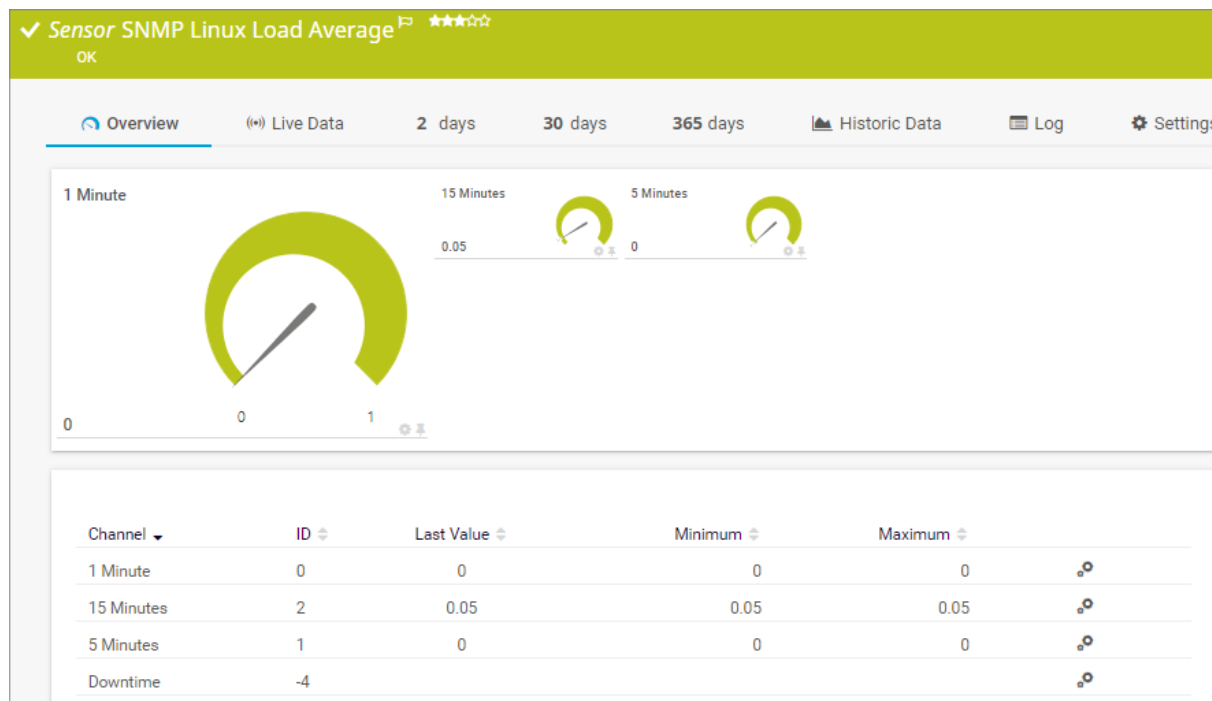 Sensor SNMP Linux Load Average
OK
Overview Live Data 2 days 30 days 365 days Historic Data Log Settings
1 Minute
0
0 1
15 Minutes
0.05
5 Minutes
0
Channel ID Last Value Minimum Maximum
1 Minute 0 0 0 0
15 Minutes 2 0.05 0.05 0.05
5 Minutes 1 0 0 0
Downtime -4